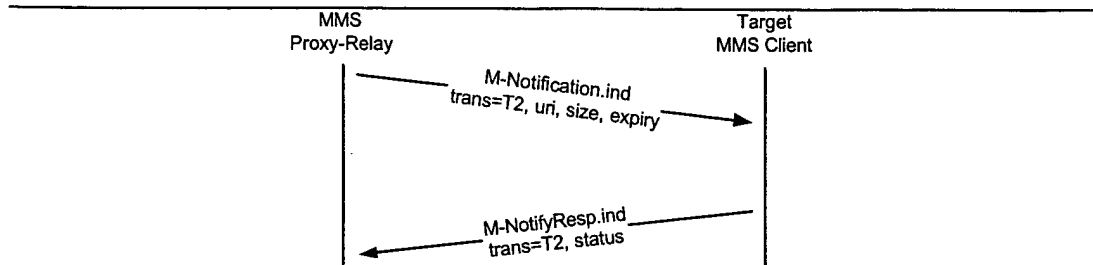 MMS
Proxy-Relay
Target
MMS Client
M-Notification.ind
trans=T2, uri, size, expiry
M-NotifyResp.ind
trans=T2, status